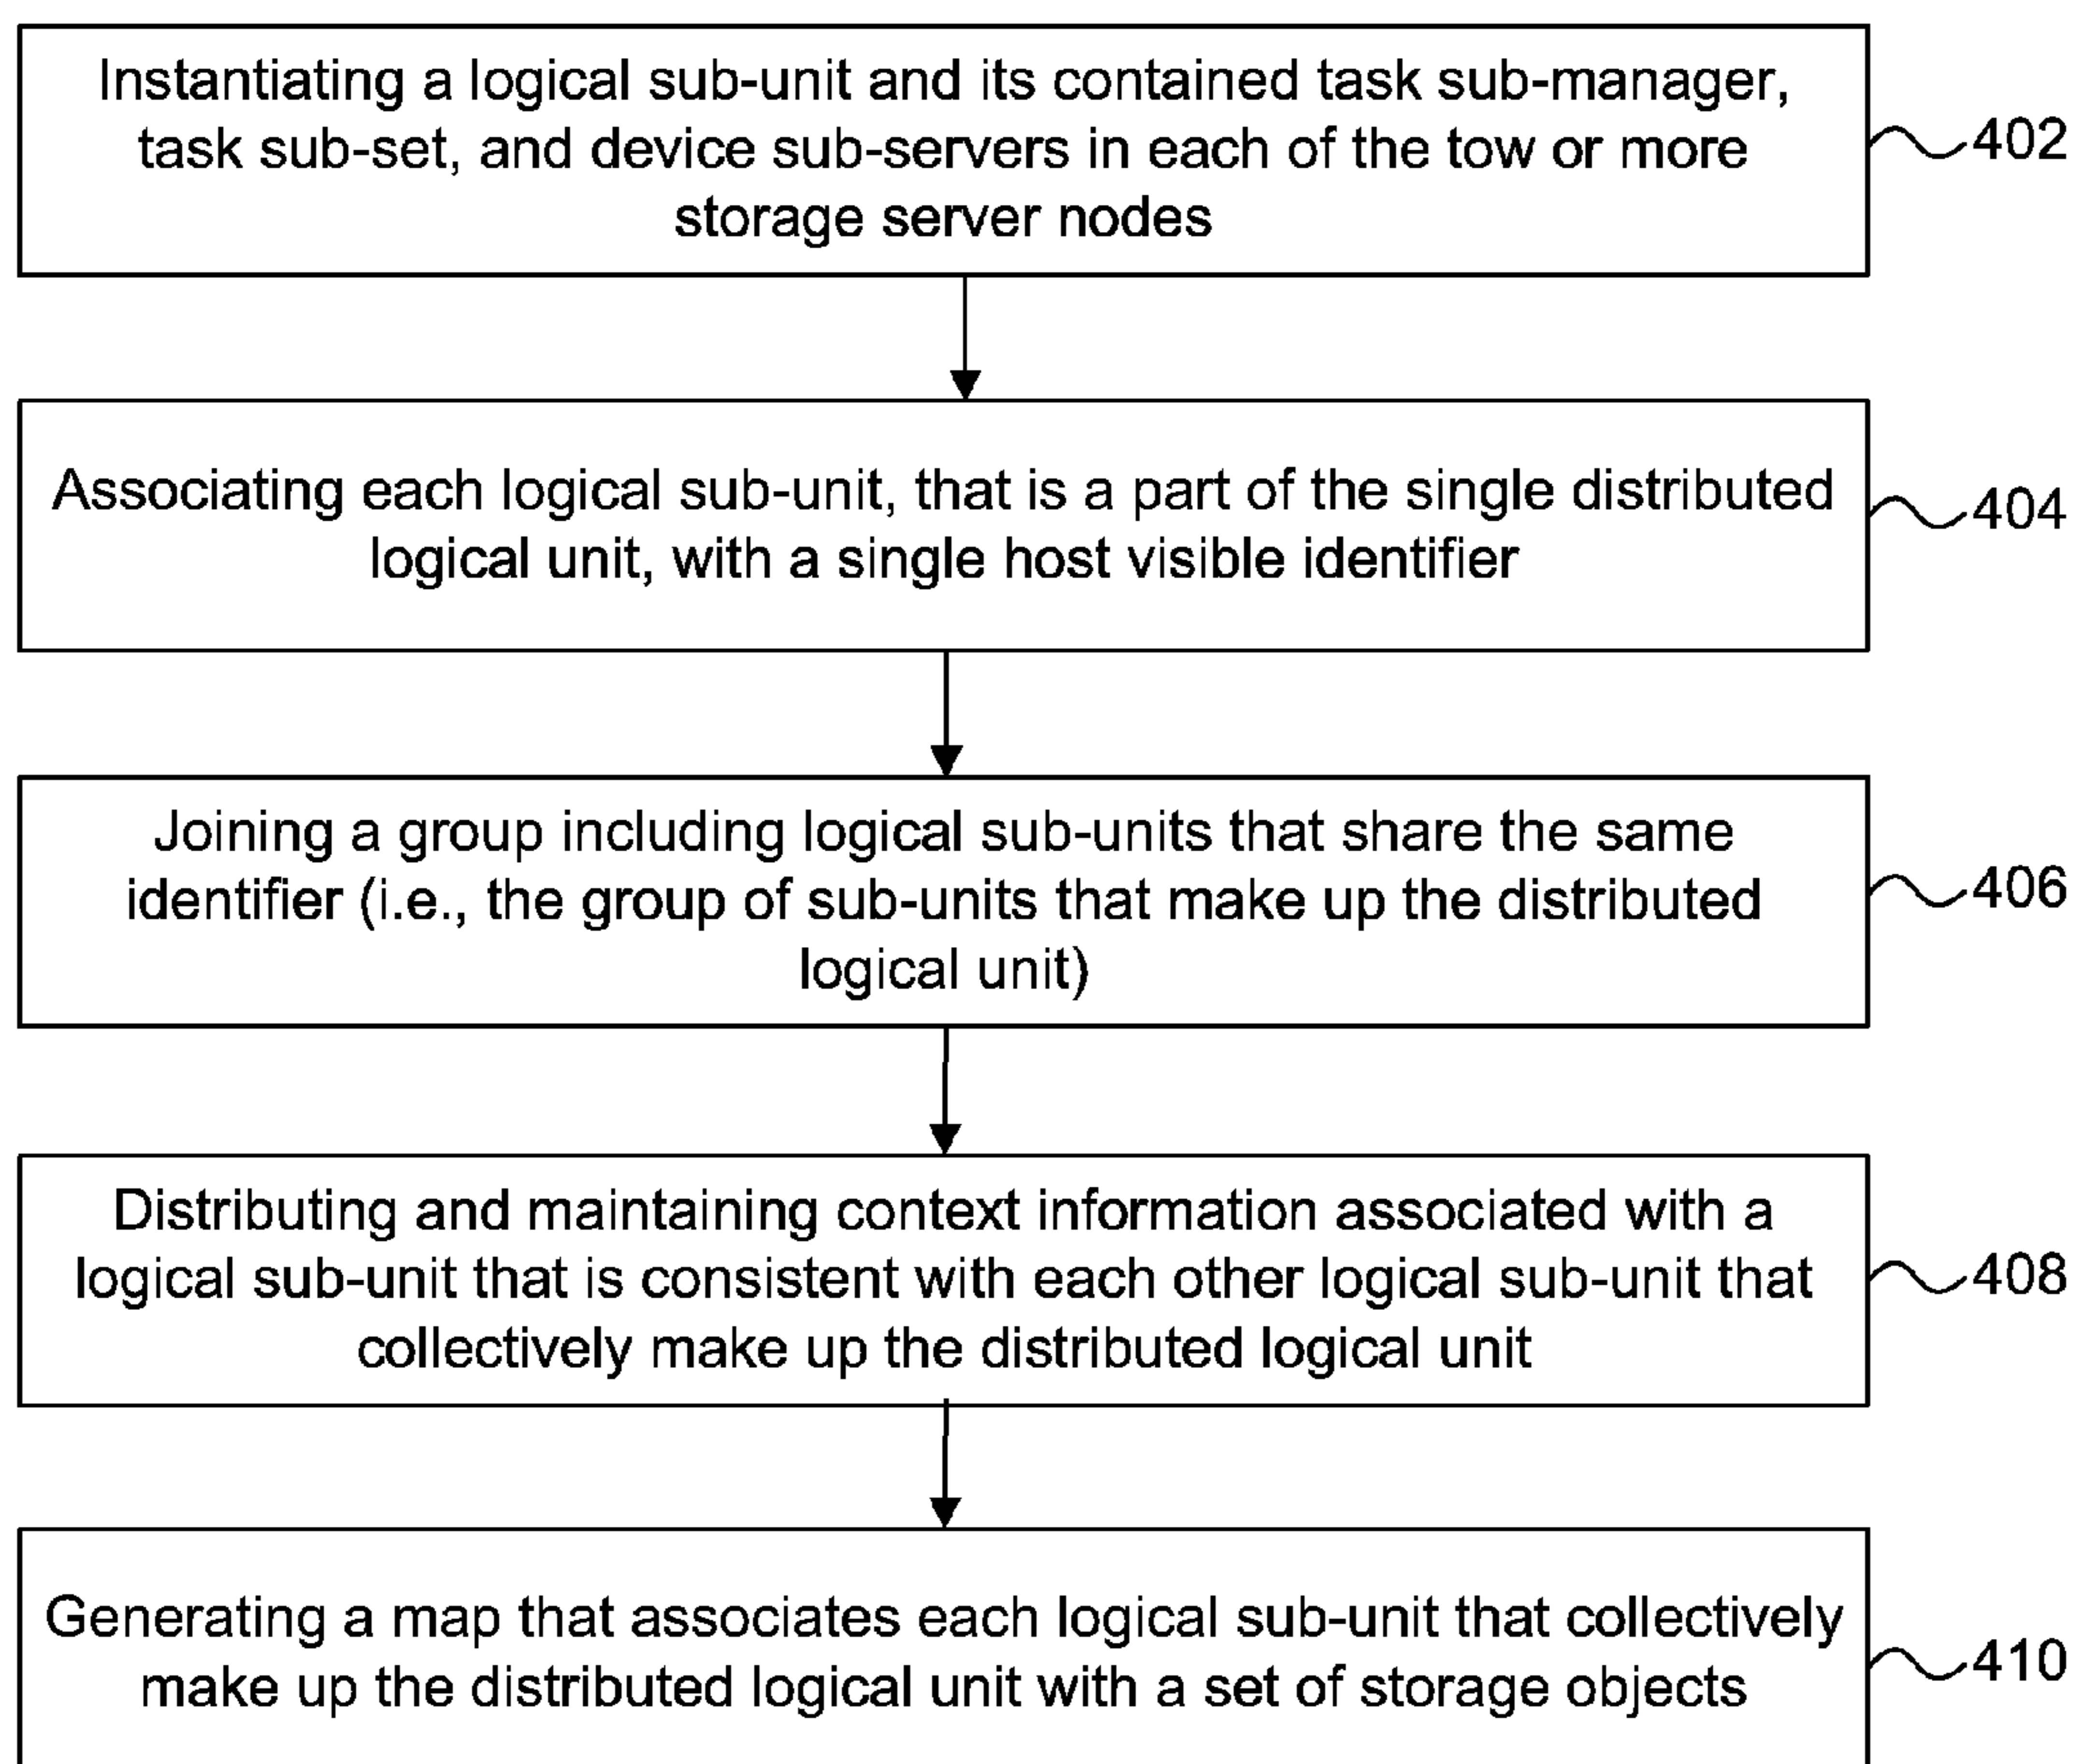 Instantiating a logical sub-unit and its contained task sub-manager,
task sub-set, and device sub-servers in each of the tow or more
storage server nodes
402
Associating each logical sub-unit, that is a part of the single distributed
logical unit, with a single host visible identifier
404
Joining a group including logical sub-units that share the same
identifier (i.e., the group of sub-units that make up the distributed
logical unit)
406
Distributing and maintaining context information associated with a
logical sub-unit that is consistent with each other logical sub-unit that
collectively make up the distributed logical unit
408
Generating a map that associates each logical sub-unit that collectively
make up the distributed logical unit with a set of storage objects
410